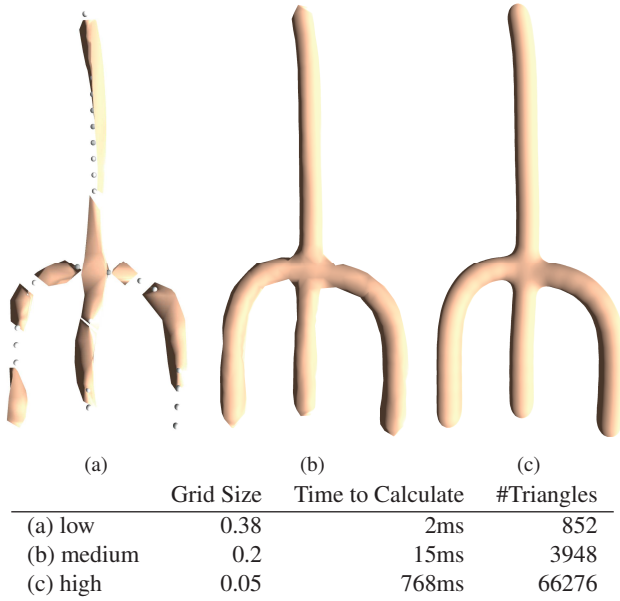 (a) (b) (c)
Grid Size Time to Calculate #Triangles
(a) low 0.38 2ms 852
(b) medium 0.2 15ms 3948
(c) high 0.05 768ms 66276